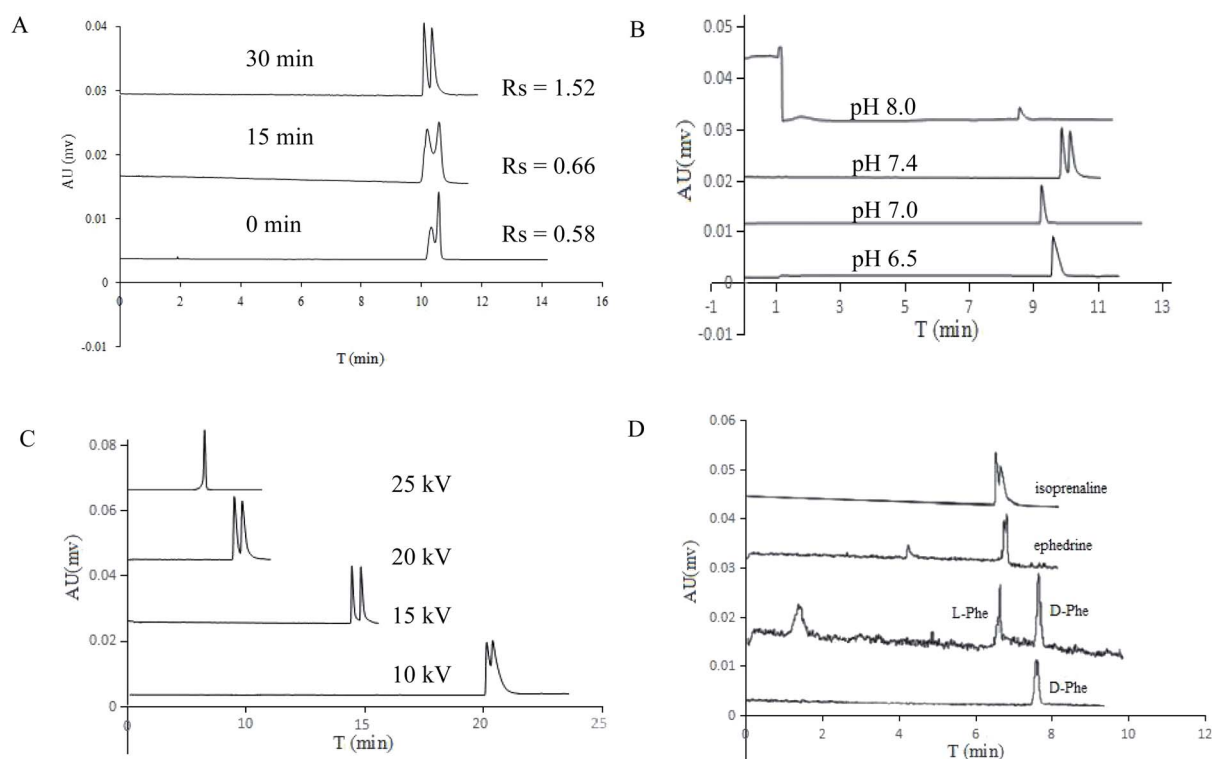 A
0.04
0.03
0.02
0.01
0
-0.01
AU (mv)
30 min
Rs = 1.52
15 min
Rs = 0.66
0 min
Rs = 0.58
0 2 4 6 8 10 12 14 16
T (min)
B
0.05
0.04
0.03
0.02
0.01
0
-0.01
AU(mv)
pH 8.0
pH 7.4
pH 7.0
pH 6.5
-1 1 3 5 7 9 11 13
T (min)
C
0.08
0.06
0.04
0.02
0.00
AU(mv)
25 kV
20 kV
15 kV
10 kV
0 10 15 20 25
T (min)
D
0.06
0.05
0.04
0.03
0.02
0.01
0
AU(mv)
isoprenaline
ephedrine
L-Phe D-Phe
D-Phe
0 2 4 6 8 10 12
T (min)